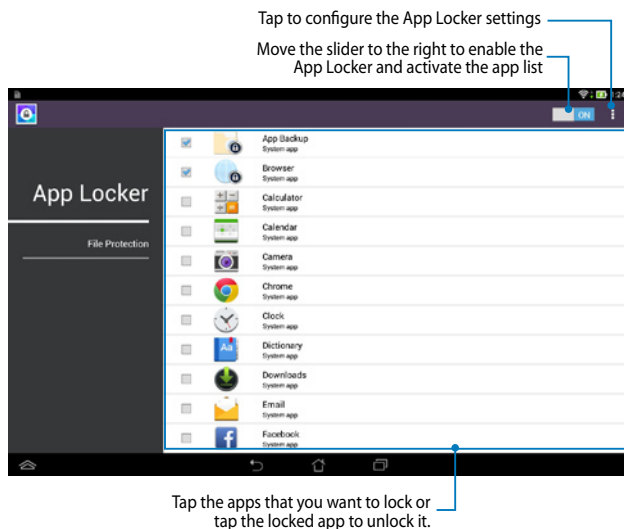 Tap to configure the App Locker settings
Move the slider to the right to enable the
App Locker and activate the app list
ON
App Locker
File Protection
App Backup
System app
Browser
System app
Calculator
System app
Calendar
System app
Camera
System app
Chrome
System app
Clock
System app
Aa
Dictionary
System app
Downloads
System app
Email
System app
Facebook
System app
Tap the apps that you want to lock or
tap the locked app to unlock it.